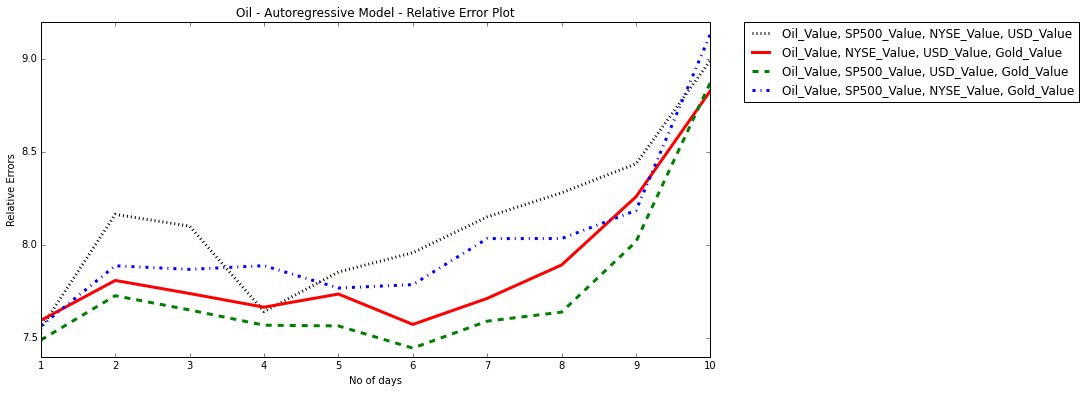 Oil - Autoregressive Model - Relative Error Plot
Oil_Value, SP500_Value, NYSE_Value, USD_Value
Oil_Value, NYSE_Value, USD_Value, Gold_Value
Oil_Value, SP500_Value, USD_Value, Gold_Value
Oil_Value, SP500_Value, NYSE_Value, Gold_Value
Relative Errors
9.0
8.5
8.0
7.5
1 2 3 4 5 6 7 8 9 10
No of days